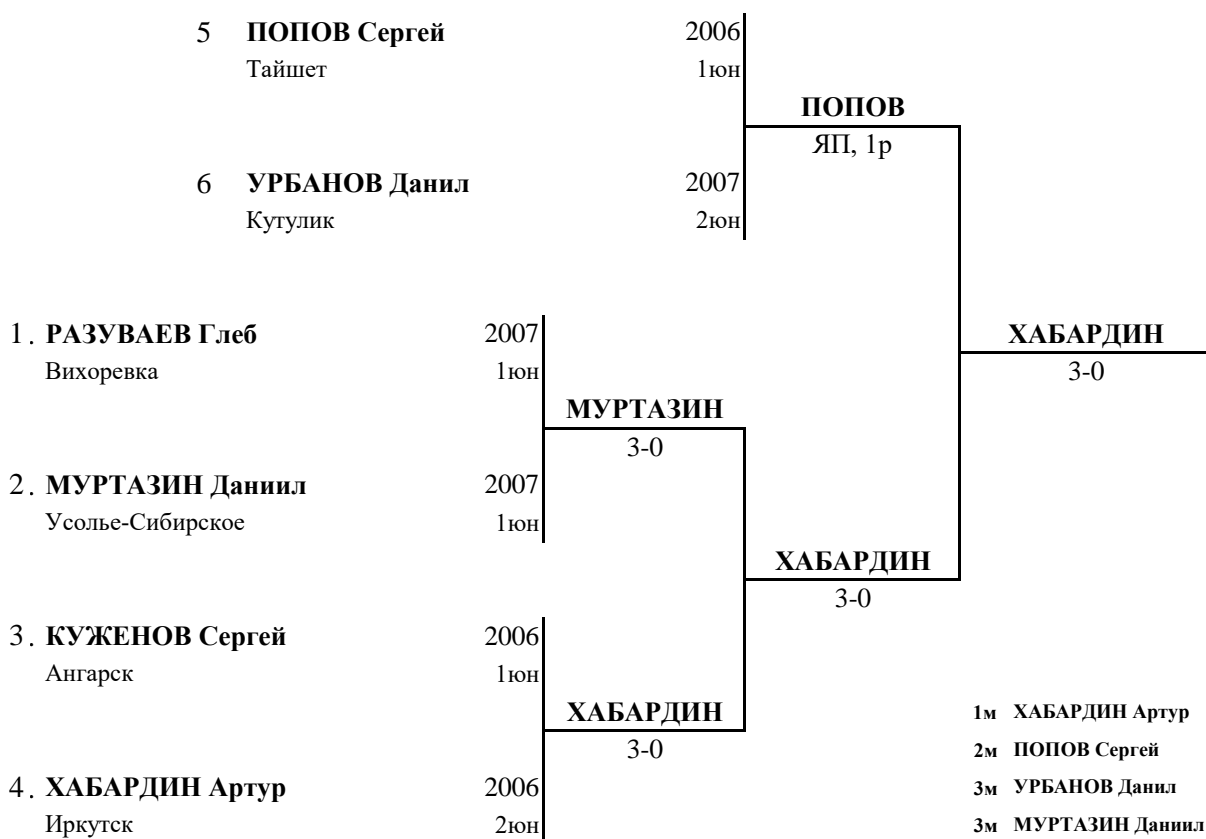 5 ПОПОВ Сергей 2006
Тайшет 1юн
ПОПОВ
ЯП, 1р
6 УРБАНОВ Данил 2007
Кутулик 2юн
1. РАЗУВАЕВ Глеб 2007
ХАБАРДИН
Вихоревка 1юн
3-0
МУРТАЗИН
3-0
2. МУРТАЗИН Даниил 2007
Усолье-Сибирское 1юн
ХАБАРДИН
3-0
3. КУЖЕНОВ Сергей 2006
Ангарск 1юн
ХАБАРДИН
3-0
4. ХАБАРДИН Артур 2006
Иркутск 2юн
1м ХАБАРДИН Артур
2м ПОПОВ Сергей
3м УРБАНОВ Данил
3м МУРТАЗИН Даниил